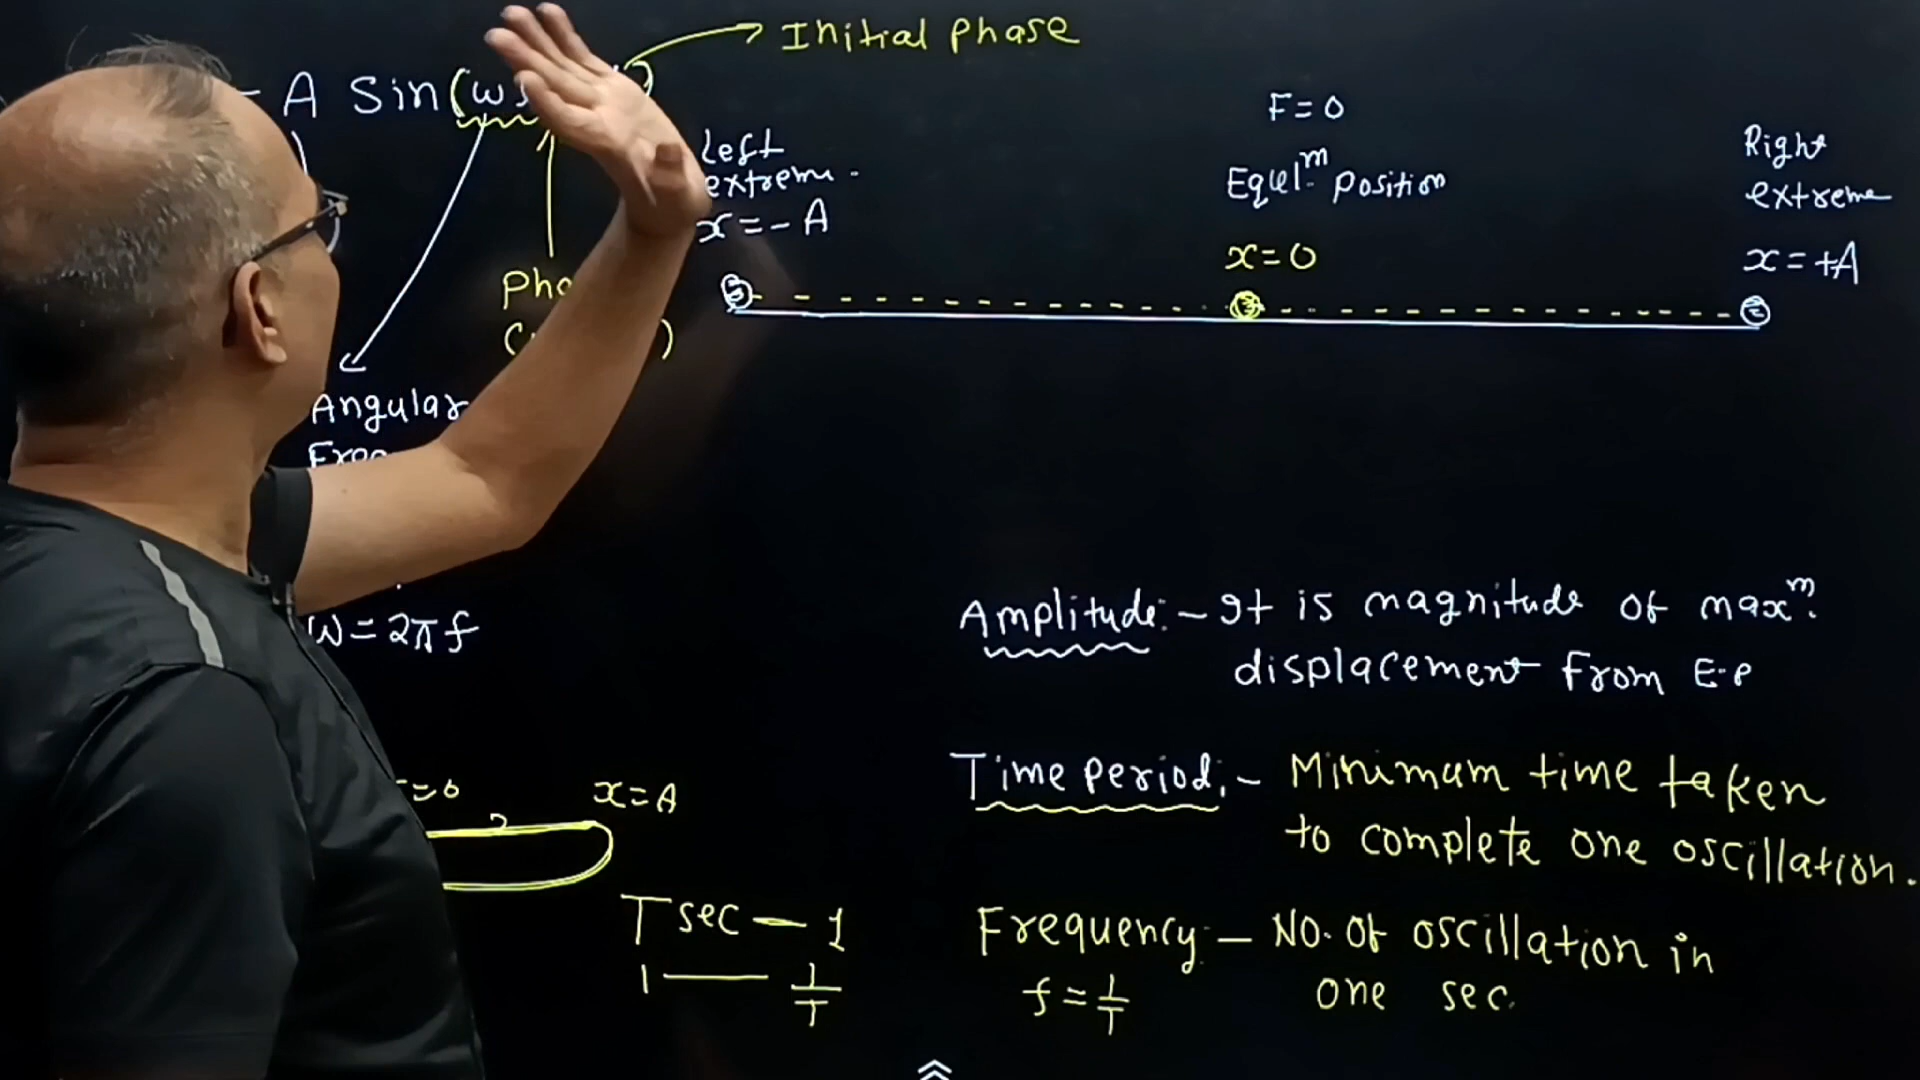 Initial phase
= A Sin(ω
F=0
Left
extreme
Equil^m. position
Right
extreme
x=-A
x=0
x=+A
Angular
ω=2πf
Amplitude:- It is magnitude of max^m.
displacement from E.P
Time period:- Minimum time taken
to complete one oscillation.
=0
x=A
T sec — 1
1 — 1/T
Frequency:- No. of oscillation in
one sec.
f = 1/T